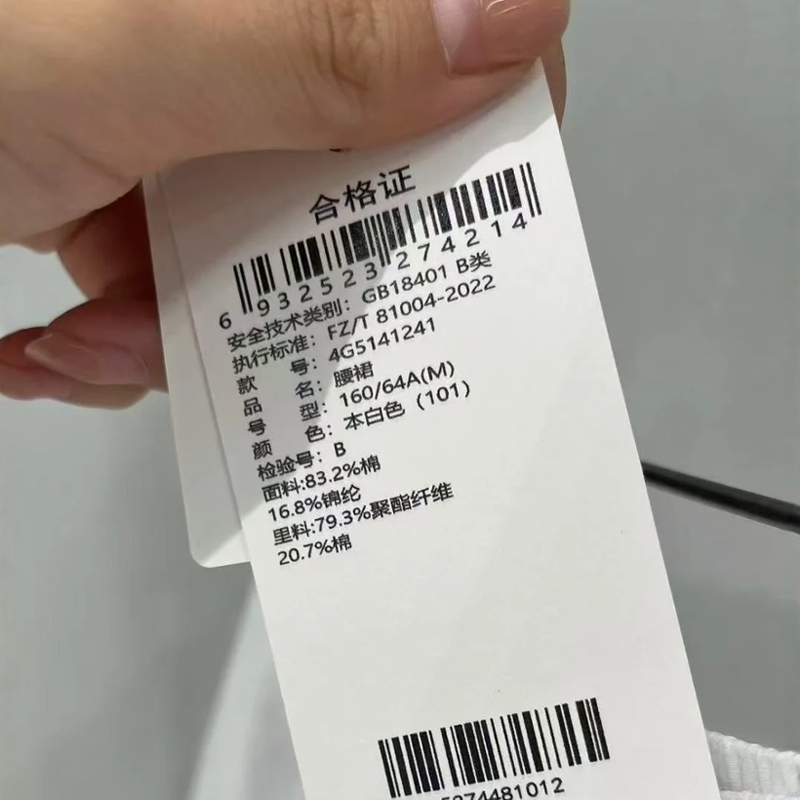 合格证
6932523274214
安全技术类别：GB18401 B类
执行标准：FZ/T 81004-2022
款 号：4G5141241
品 名：腰裙
号 型：160/64A(M)
颜 色：本白色（101）
检验号：B
面料:83.2%棉
16.8%锦纶
里料:79.3%聚酯纤维
20.7%棉
5274481012